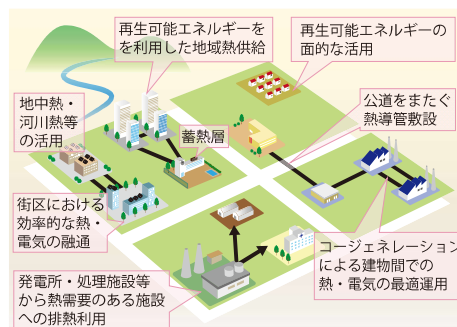 再生可能エネルギーを
を利用した地域熱供給
再生可能エネルギーの
面的な活用
地中熱・
河川熱等
の活用
蓄熱層
公道をまたぐ
熱導管敷設
街区における
効率的な熱・
電気の融通
コージェネレーション
による建物間での
熱・電気の最適運用
発電所・処理施設等
から熱需要のある施設
への排熱利用